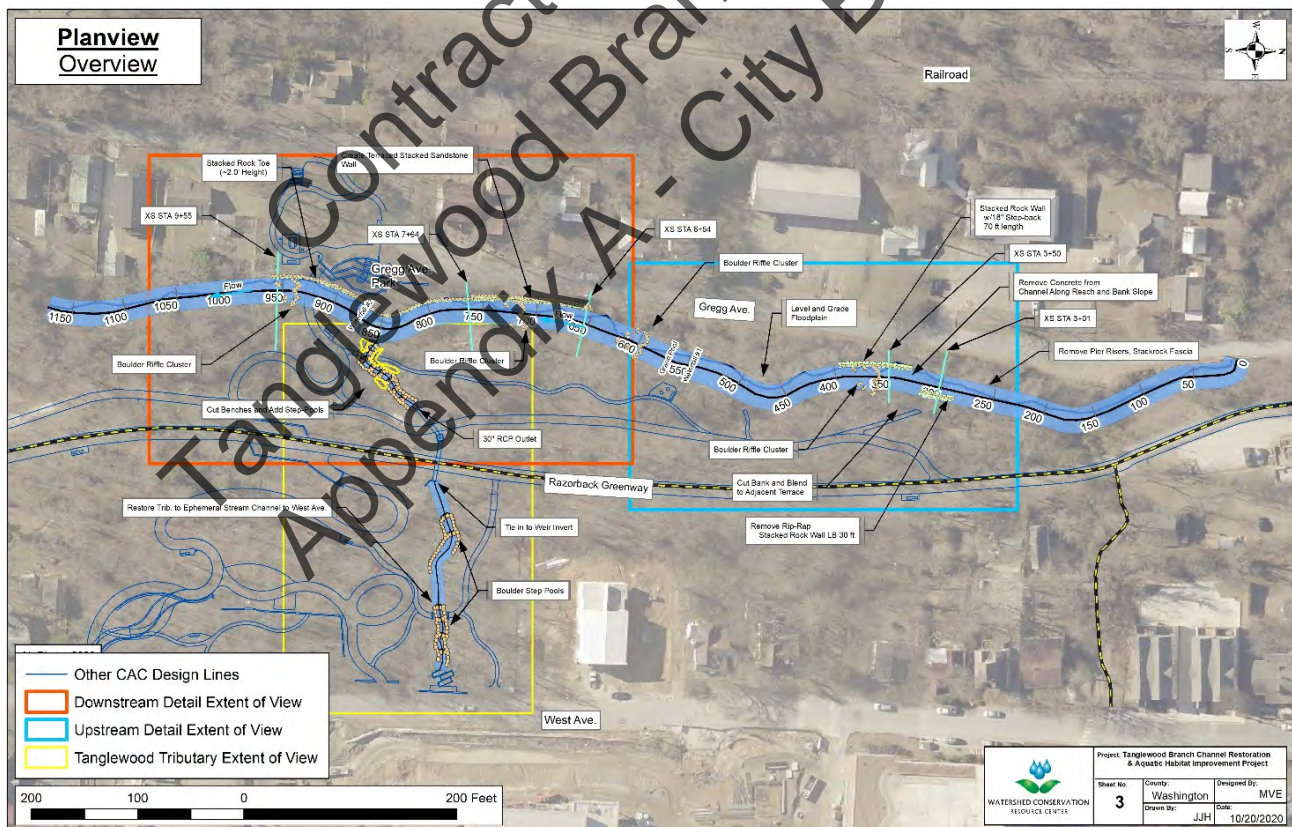 Planview
Overview
Contract
Tanglewood Bran
Appendix A - City B
Railroad
Stacked Rock Toe
(~2.0' Height)
Create Terraced Stacked Sandstone
Wall
XS STA 9+55
XS STA 7+64
XS STA 6+54
Gregg Ave.
Park
Stacked Rock Wall
w/18" Step-back
70 ft length
XS STA 3+50
Boulder Riffle Cluster
Remove Concrete from
Channel Along Reach and Bank Slope
Gregg Ave.
Level and Grade
Floodplain
XS STA 3+01
Remove Pier Risers, Stackrock Fascia
Flow
Flow
1150
1100
1050
1000
950
900
850
800
750
650
600
550
500
450
400
350
250
200
150
100
50
0
Boulder Riffle Cluster
Boulder Riffle Cluster
Cut Benches and Add Step-Pools
30" RCP Outlet
Boulder Riffle Cluster
Cut Bank and Blend
to Adjacent Terrace
Razorback Greenway
Restore Trib. to Ephemeral Stream Channel to West Ave.
Tie in to Weir Invert
Remove Rip-Rap
Stacked Rock Wall LB 30 ft
Boulder Step Pools
West Ave.
Other CAC Design Lines
Downstream Detail Extent of View
Upstream Detail Extent of View
Tanglewood Tributary Extent of View
200 100 0 200 Feet
WATERSHED CONSERVATION
RESOURCE CENTER
Project: Tanglewood Branch Channel Restoration
& Aquatic Habitat Improvement Project
Sheet No. 3
County: Washington
Designed By: MVE
Drawn By: JJH
Date: 10/20/2020